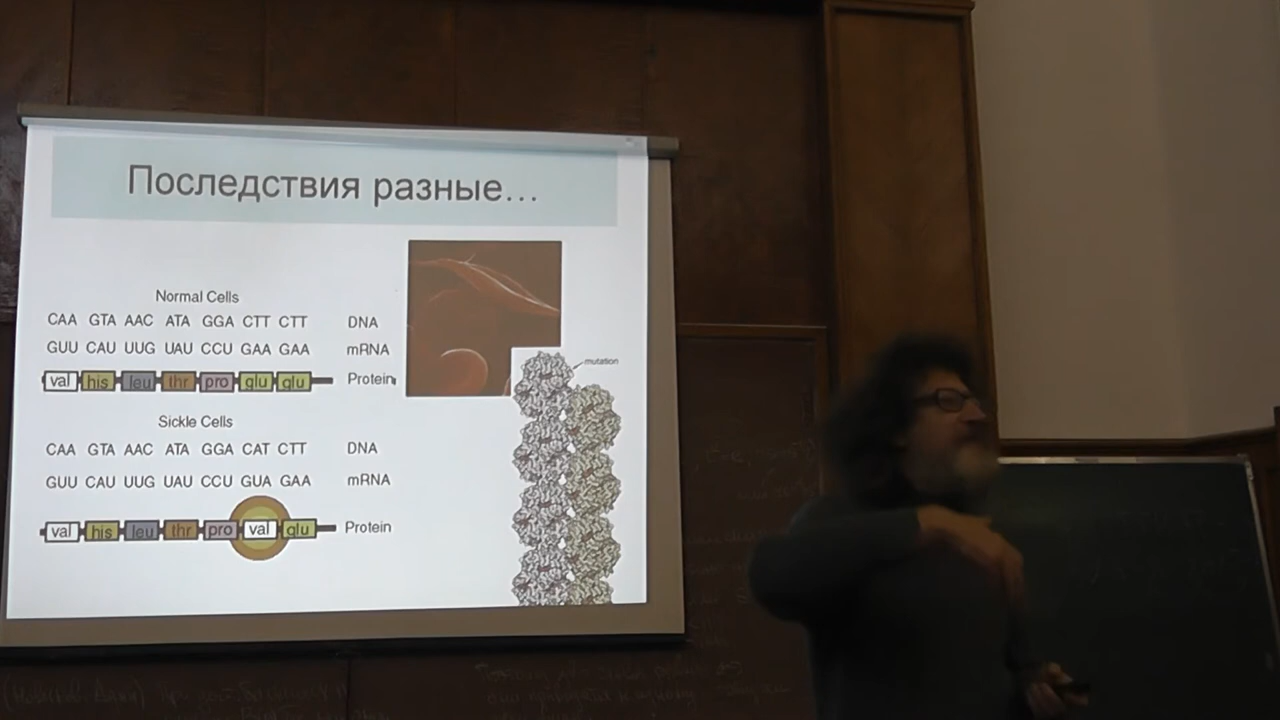 Последствия разные...
Normal Cells
CAA GTA AAC ATA GGA CTT CTT DNA
GUU CAU UUG UAU CCU GAA GAA mRNA
val his leu thr pro glu glu Protein
mutation
Sickle Cells
CAA GTA AAC ATA GGA CAT CTT DNA
GUU CAU UUG UAU CCU GUA GAA mRNA
val his leu thr pro val glu Protein